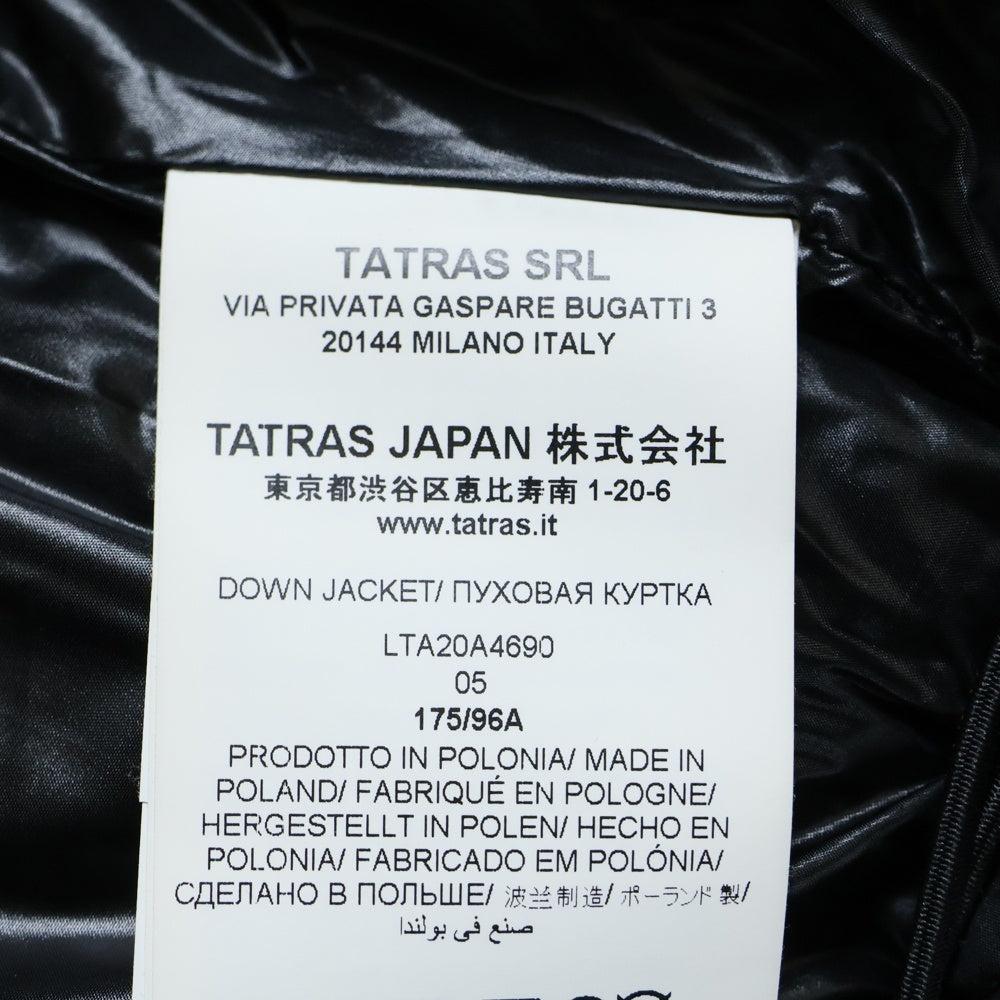 TATRAS SRL
VIA PRIVATA GASPARE BUGATTI 3
20144 MILANO ITALY
TATRAS JAPAN 株式会社
東京都渋谷区恵比寿南 1-20-6
www.tatras.it
DOWN JACKET/ ПУХОВАЯ КУРТКА
LTA20A4690
05
175/96A
PRODOTTO IN POLONIA/ MADE IN
POLAND/ FABRIQUÉ EN POLOGNE/
HERGESTELLT IN POLEN/ HECHO EN
POLONIA/ FABRICADO EM POLÓNIA/
СДЕЛАНО В ПОЛЬШЕ/ 波兰制造/ ポーランド 製/
صنع في بولندا